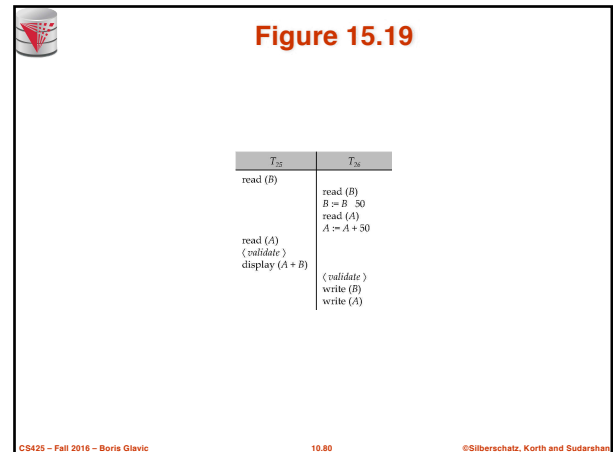 Figure 15.19
T25 T26
read (B)
read (B)
B := B 50
read (A)
A := A + 50
read (A)
⟨ validate ⟩
display (A + B)
⟨ validate ⟩
write (B)
write (A)
CS425 – Fall 2016 – Boris Glavic 10.80 ©Silberschatz, Korth and Sudarshan